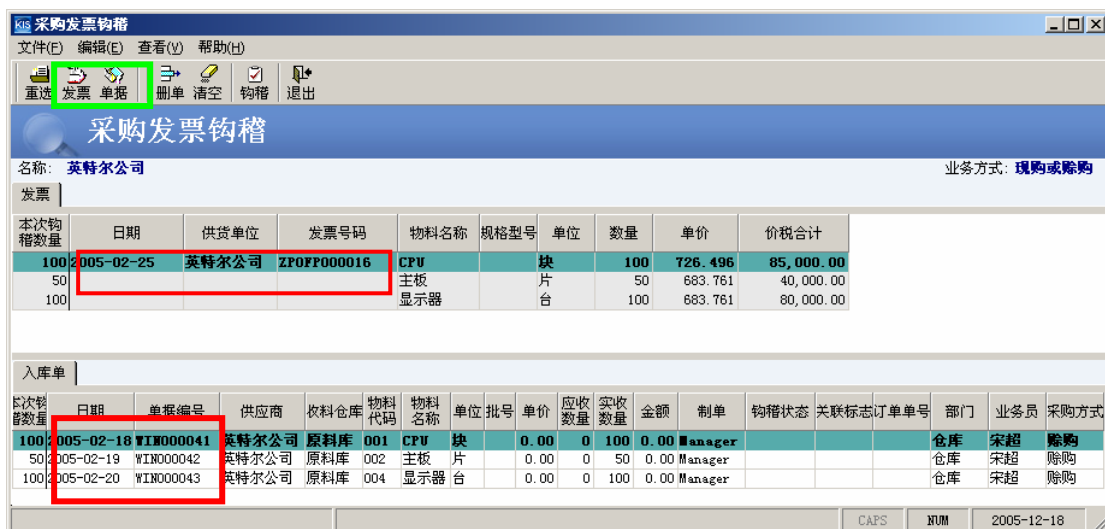 KIS 采购发票钩稽
文件(F) 编辑(E) 查看(V) 帮助(H)
重选 发票 单据 删单 清空 钩稽 退出
采购发票钩稽
名称: 英特尔公司 业务方式: 现购或赊购
发票
本次钩稽数量 日期 供货单位 发票号码 物料名称 规格型号 单位 数量 单价 价税合计
100 2005-02-25 英特尔公司 ZPOFP000016 CPU 块 100 726.496 85,000.00
50 主板 片 50 683.761 40,000.00
100 显示器 台 100 683.761 80,000.00
入库单
本次钩稽数量 日期 单据编号 供应商 收料仓库 物料代码 物料名称 单位 批号 单价 应收数量 实收数量 金额 制单 钩稽状态 关联标志 订单单号 部门 业务员 采购方式
100 2005-02-18 WIN000041 英特尔公司 原料库 001 CPU 块 0.00 0 100 0.00 Manager 仓库 宋超 赊购
50 2005-02-19 WIN000042 英特尔公司 原料库 002 主板 片 0.00 0 50 0.00 Manager 仓库 宋超 赊购
100 2005-02-20 WIN000043 英特尔公司 原料库 004 显示器 台 0.00 0 100 0.00 Manager 仓库 宋超 赊购
CAPS NUM 2005-12-18